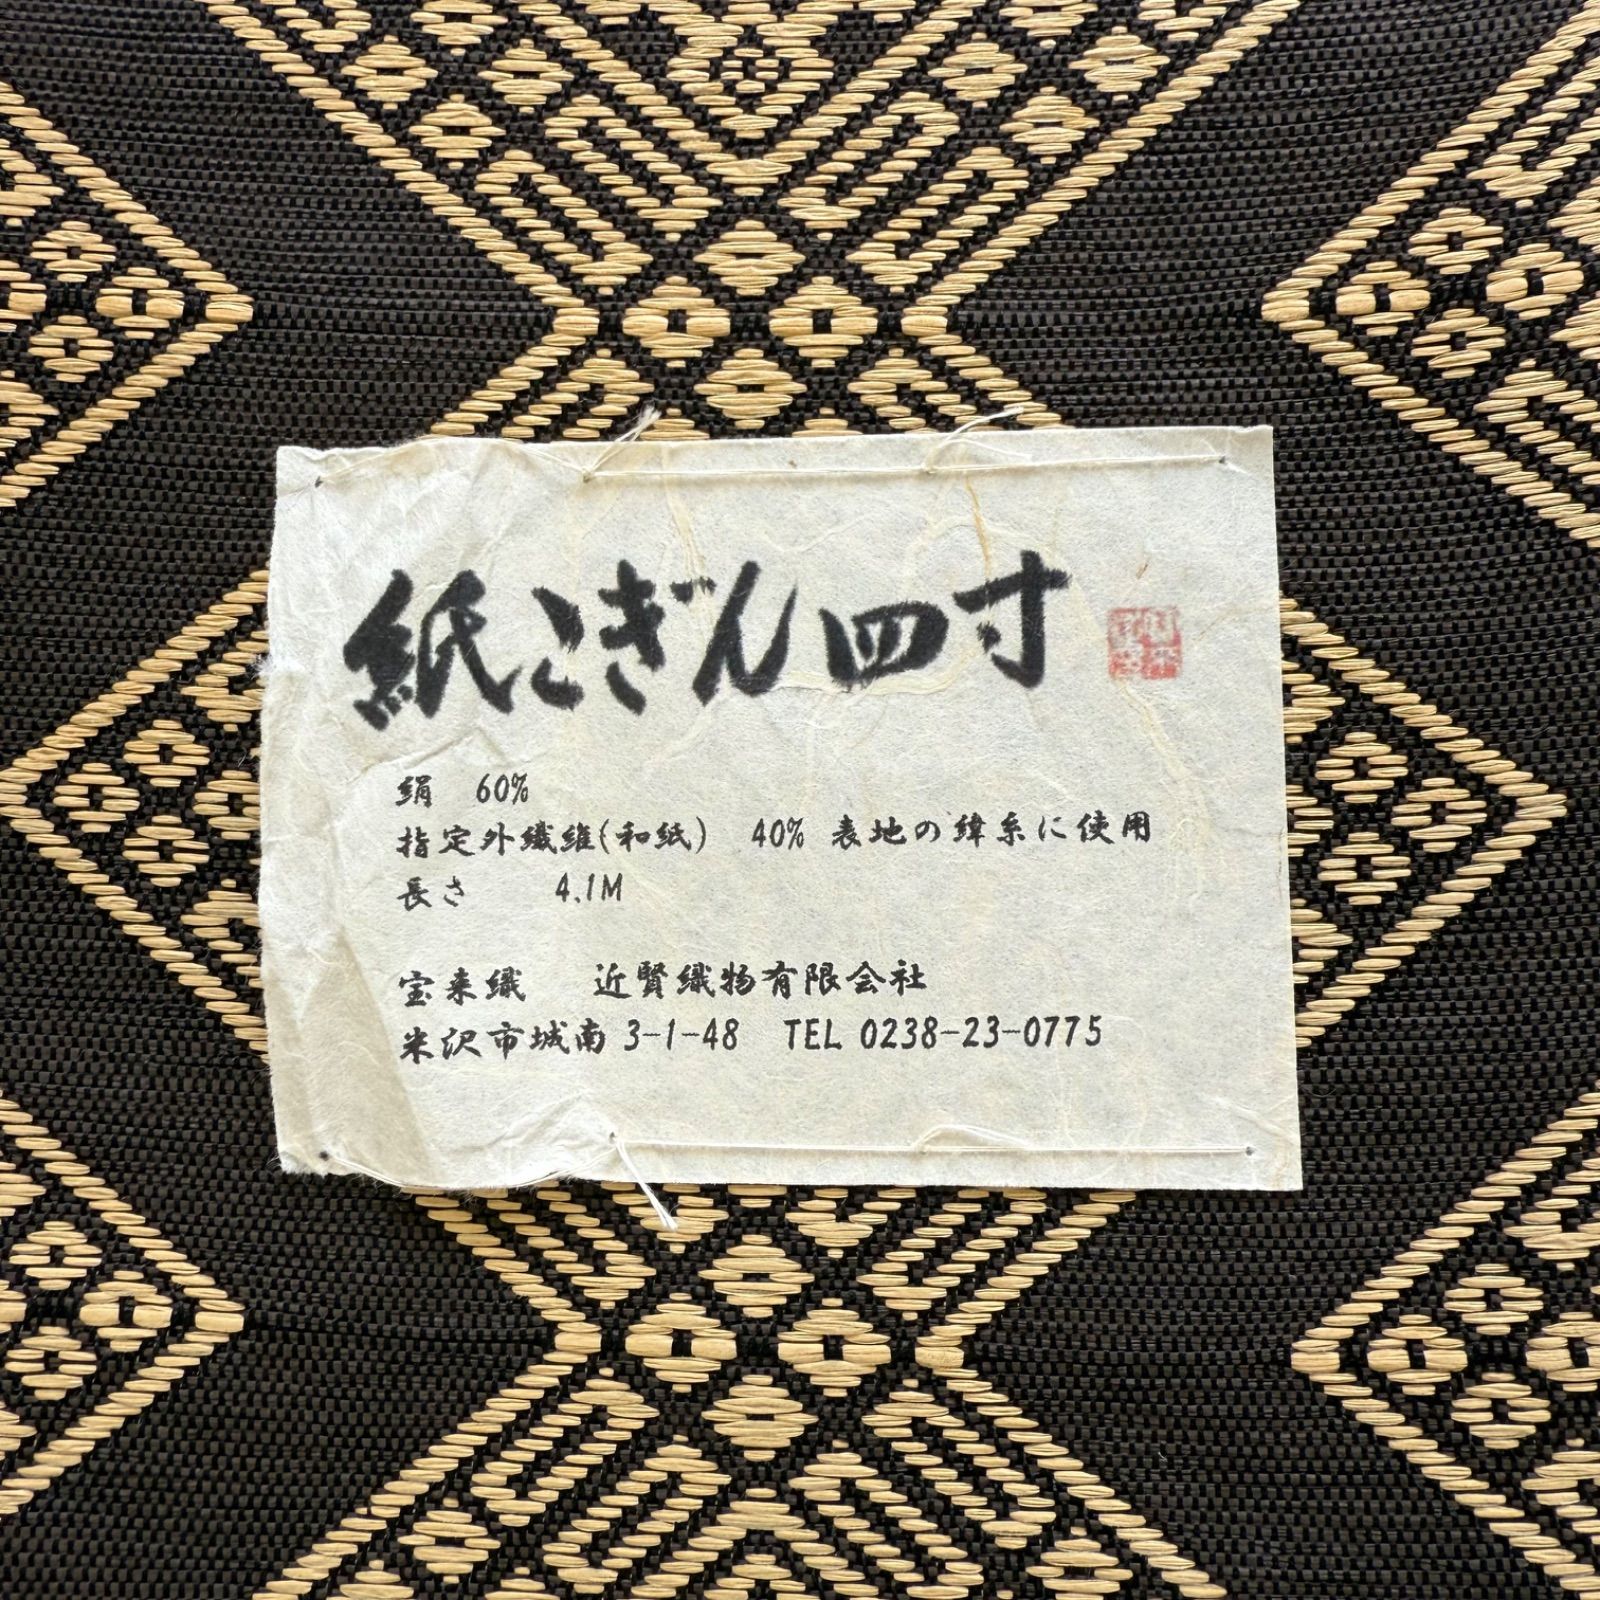 紙こぎん四寸
絹 60%
指定外繊維(和紙) 40% 表地の緯糸に使用
長さ 4.1M
宝来織 近賢織物有限会社
米沢市城南3-1-48 TEL 0238-23-0775